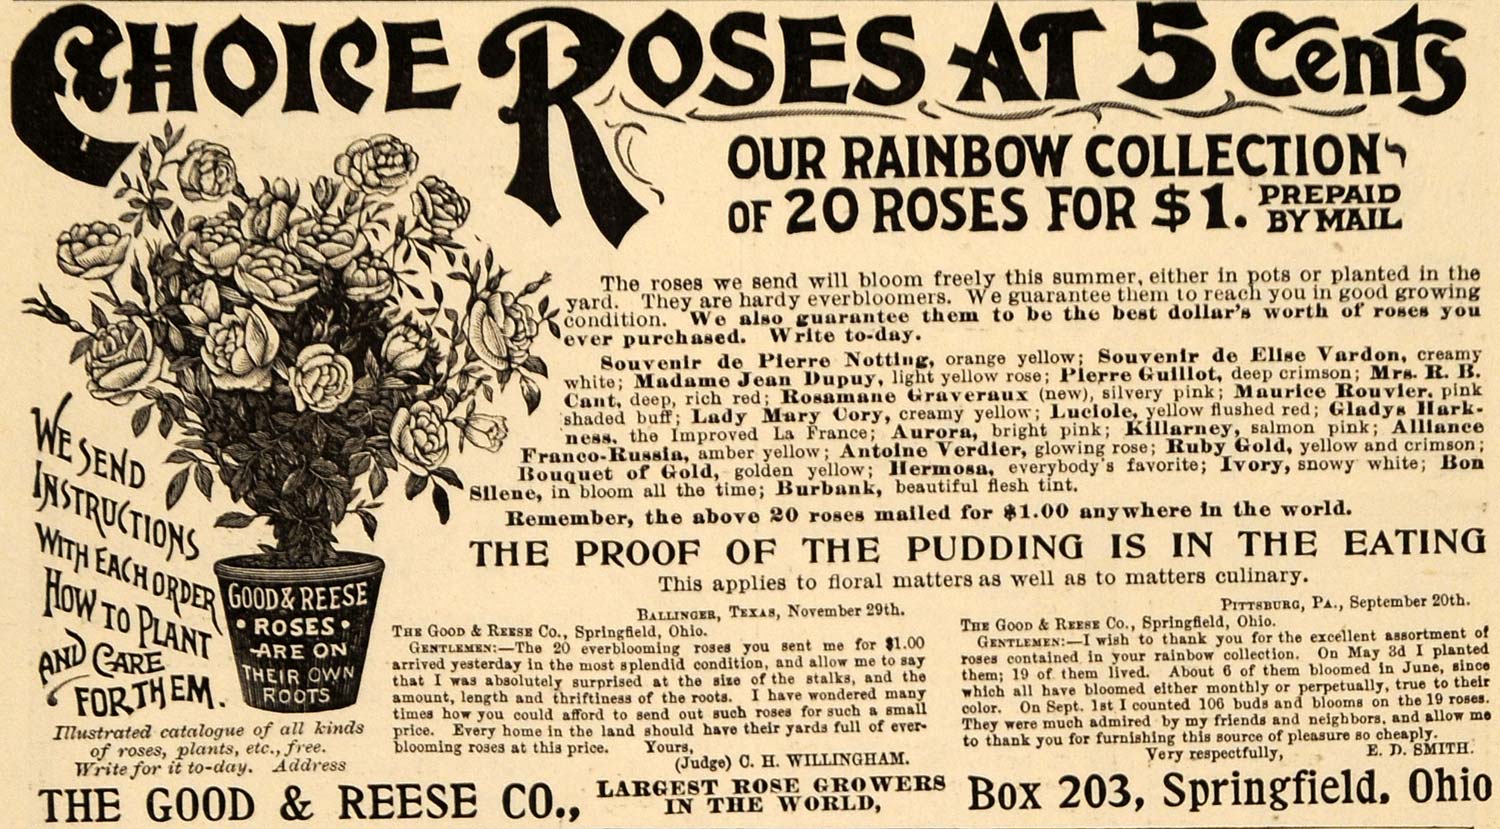 CHOICE ROSES AT 5 Cents
OUR RAINBOW COLLECTION
OF 20 ROSES FOR $1. PREPAID
BY MAIL
The roses we send will bloom freely this summer, either in pots or planted in the
yard. They are hardy everbloomers. We guarantee them to reach you in good growing
condition. We also guarantee them to be the best dollar's worth of roses you
ever purchased. Write to-day.
Souvenir de Pierre Notting, orange yellow; Souvenir de Elise Vardon, creamy
white; Madame Jean Dupuy, light yellow rose; Pierre Guillot, deep crimson; Mrs. R. B.
Cant, deep, rich red; Rosamane Graveraux (new), silvery pink; Maurice Rouvier, pink
shaded buff; Lady Mary Cory, creamy yellow; Luciole, yellow flushed red; Gladys Hark-
ness, the Improved La France; Aurora, bright pink; Killarney, salmon pink; Alliance
Franco-Russia, amber yellow; Antoine Verdier, glowing rose; Ruby Gold, yellow and crimson;
Bouquet of Gold, golden yellow; Hermosa, everybody's favorite; Ivory, snowy white; Bon
Silene, in bloom all the time; Burbank, beautiful flesh tint.
Remember, the above 20 roses mailed for $1.00 anywhere in the world.
THE PROOF OF THE PUDDING IS IN THE EATING
This applies to floral matters as well as to matters culinary.
WE SEND
INSTRUCTIONS
WITH EACH ORDER
HOW TO PLANT
AND CARE
FOR THEM.
GOOD & REESE
• ROSES •
ARE ON
THEIR OWN
ROOTS
Illustrated catalogue of all kinds
of roses, plants, etc., free.
Write for it to-day. Address
BALLINGER, TEXAS, November 29th.
THE GOOD & REESE CO., Springfield, Ohio.
GENTLEMEN:—The 20 everblooming roses you sent me for $1.00
arrived yesterday in the most splendid condition, and allow me to say
that I was absolutely surprised at the size of the stalks, and the
amount, length and thriftiness of the roots. I have wondered many
times how you could afford to send out such roses for such a small
price. Every home in the land should have their yards full of ever-
blooming roses at this price. Yours,
(Judge) C. H. WILLINGHAM.
PITTSBURG, PA., September 20th.
THE GOOD & REESE CO., Springfield, Ohio.
GENTLEMEN:—I wish to thank you for the excellent assortment of
roses contained in your rainbow collection. On May 3d I planted
them; 19 of them lived. About 6 of them bloomed in June, since
which all have bloomed either monthly or perpetually, true to their
color. On Sept. 1st I counted 106 buds and blooms on the 19 roses.
They were much admired by my friends and neighbors, and allow me
to thank you for furnishing this source of pleasure so cheaply.
Very respectfully, E. D. SMITH.
THE GOOD & REESE CO., LARGEST ROSE GROWERS
IN THE WORLD, Box 203, Springfield, Ohio